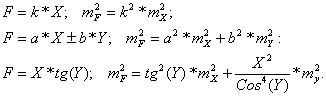 F = k * X;   m_F^2 = k^2 * m_X^2;
F = a * X ± b * Y;   m_F^2 = a^2 * m_X^2 + b^2 * m_Y^2 :
F = X * tg(Y);   m_F^2 = tg^2(Y) * m_X^2 + \frac{X^2}{Cos^4(Y)} * m_y^2.